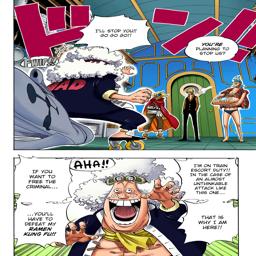 ドン!
I'LL STOP YOU!!
GO GO GO!!
YOU'RE
PLANNING TO
STOP US?
AHA!!
IF YOU
WANT TO FREE
THE
CRIMINAL...
I'M ON TRAIN
ESCORT DUTY!!
IN THE CASE OF
AN ALMOST
UNTHINKABLE
ATTACK LIKE
THIS ONE...
...YOU'LL
HAVE TO
DEFEAT MY
RAMEN
KUNG FU!!
THAT IS
WHY I AM
HERE!!